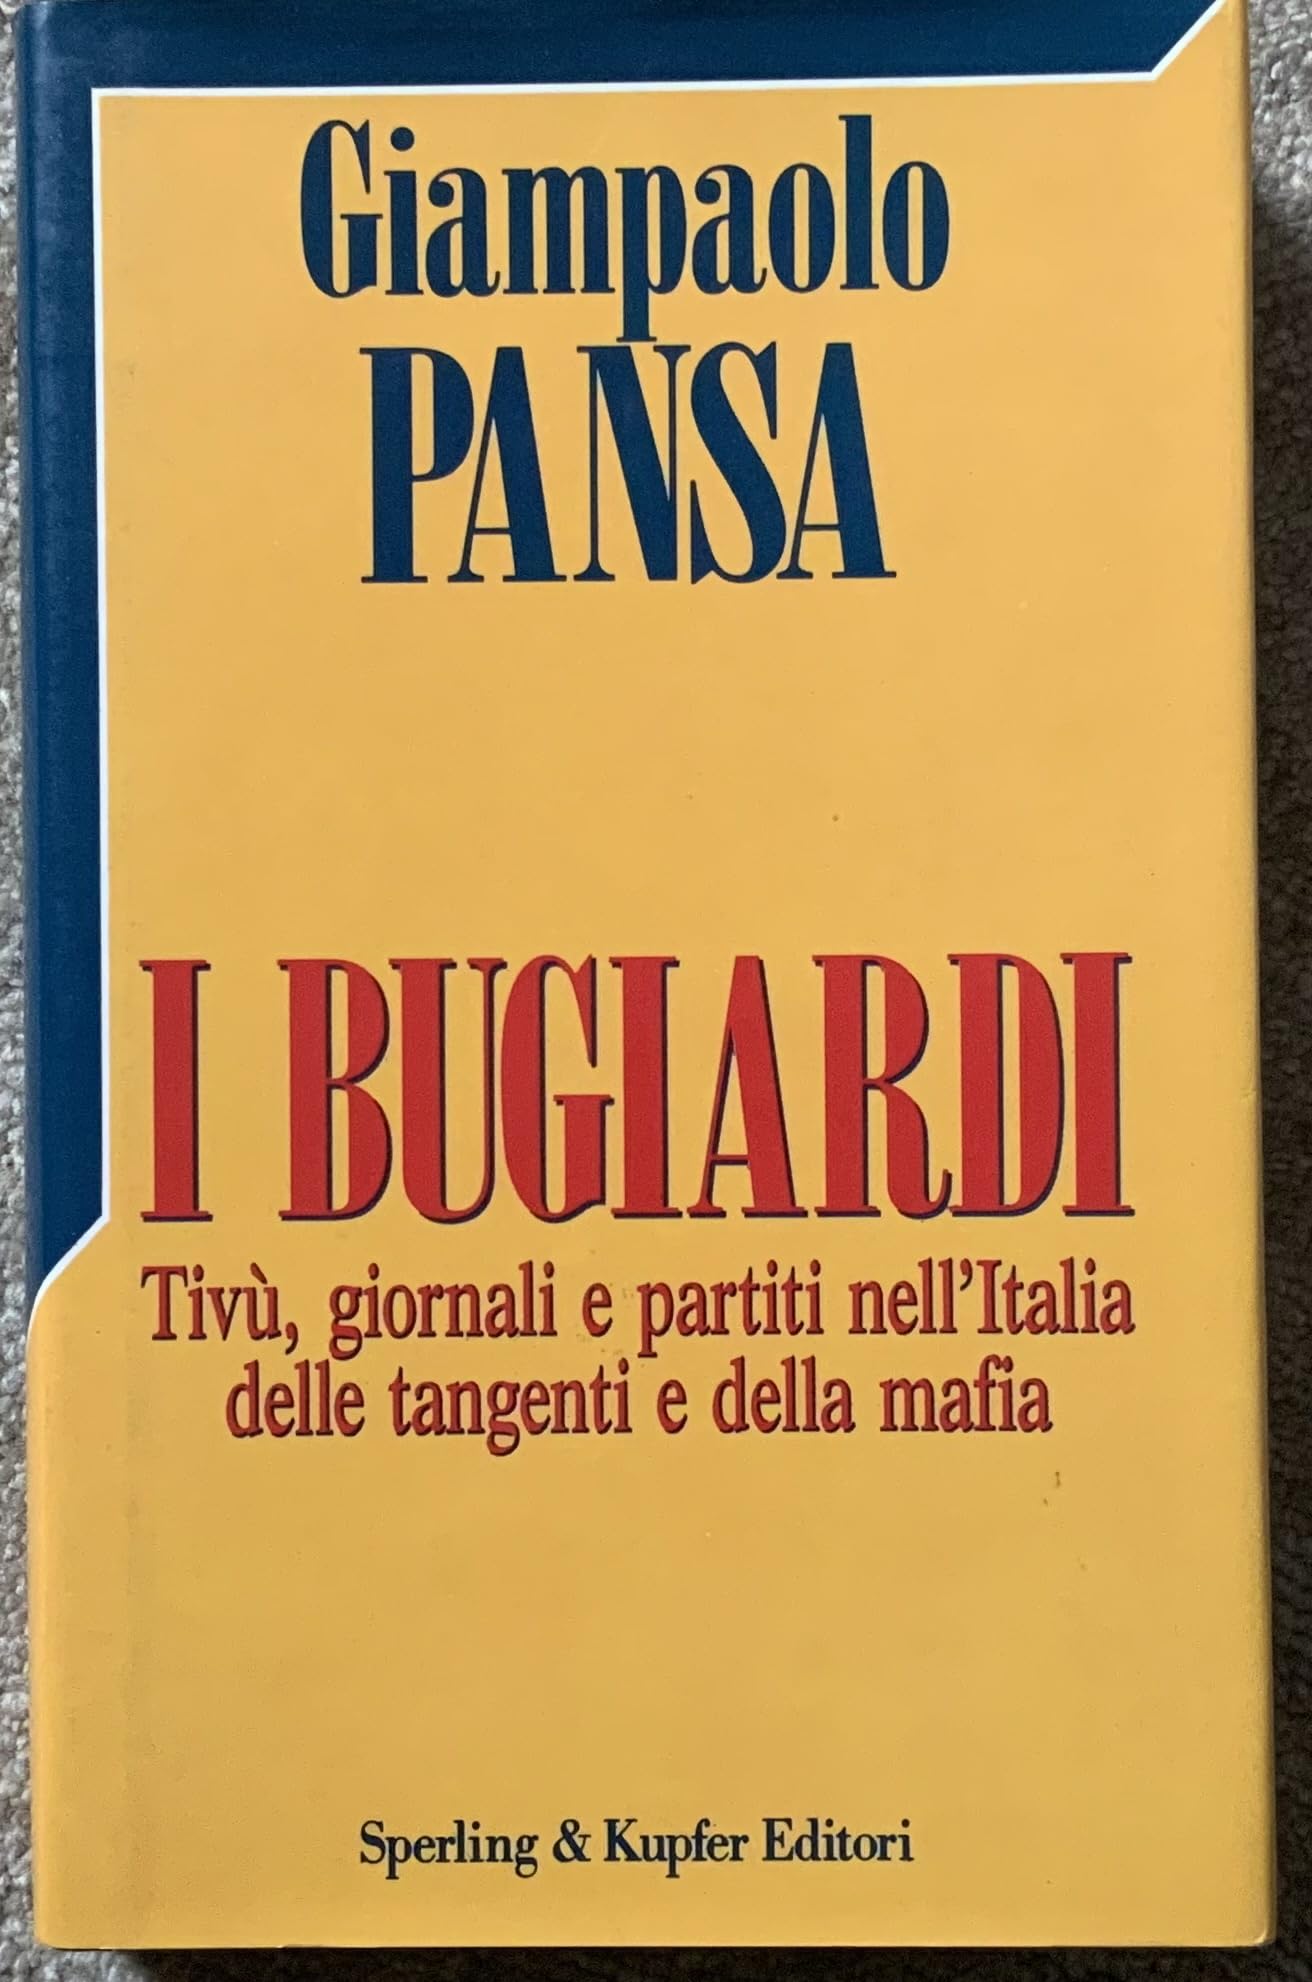 Giampaolo
PANSA
I BUGIARDI
Tivù, giornali e partiti nell'Italia
delle tangenti e della mafia
Sperling & Kupfer Editori